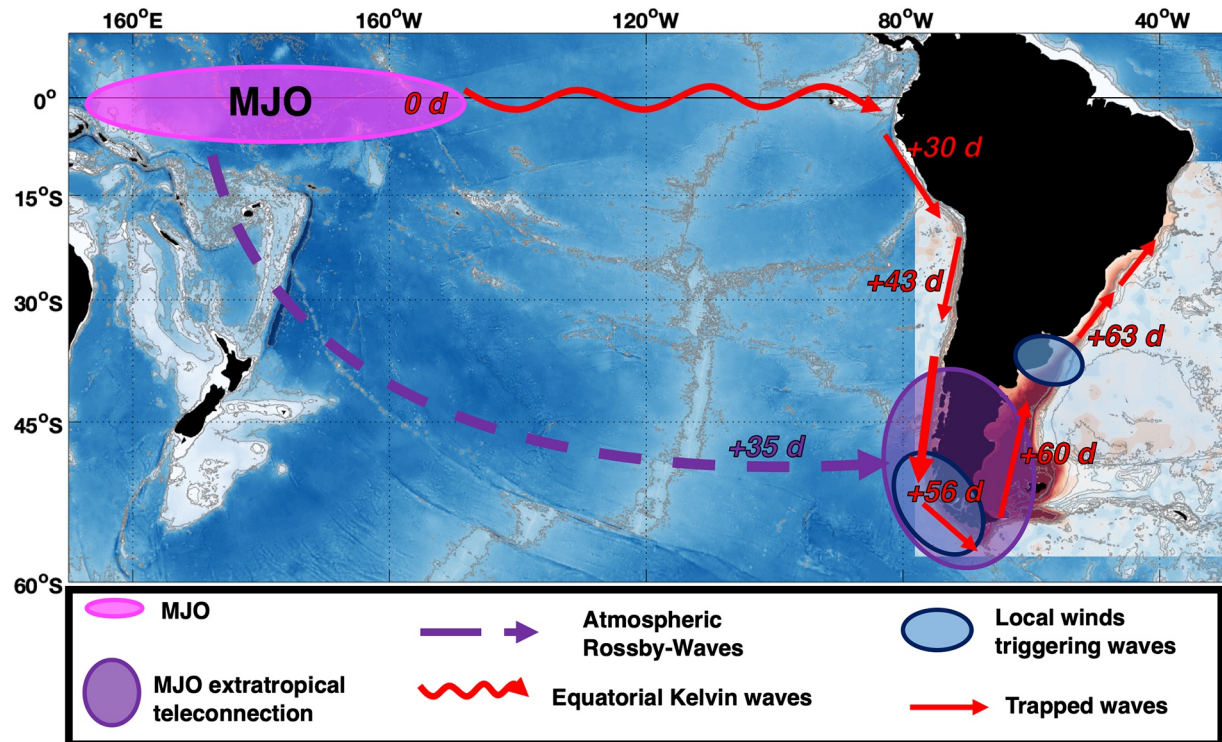 160°E 160°W 120°W 80°W 40°W
0°
15°S
30°S
45°S
60°S
MJO
0 d
+30 d
+43 d
+63 d
+35 d
+60 d
+56 d
MJO
Atmospheric
Rossby-Waves
Local winds
triggering waves
MJO extratropical
teleconnection
Equatorial Kelvin waves
Trapped waves